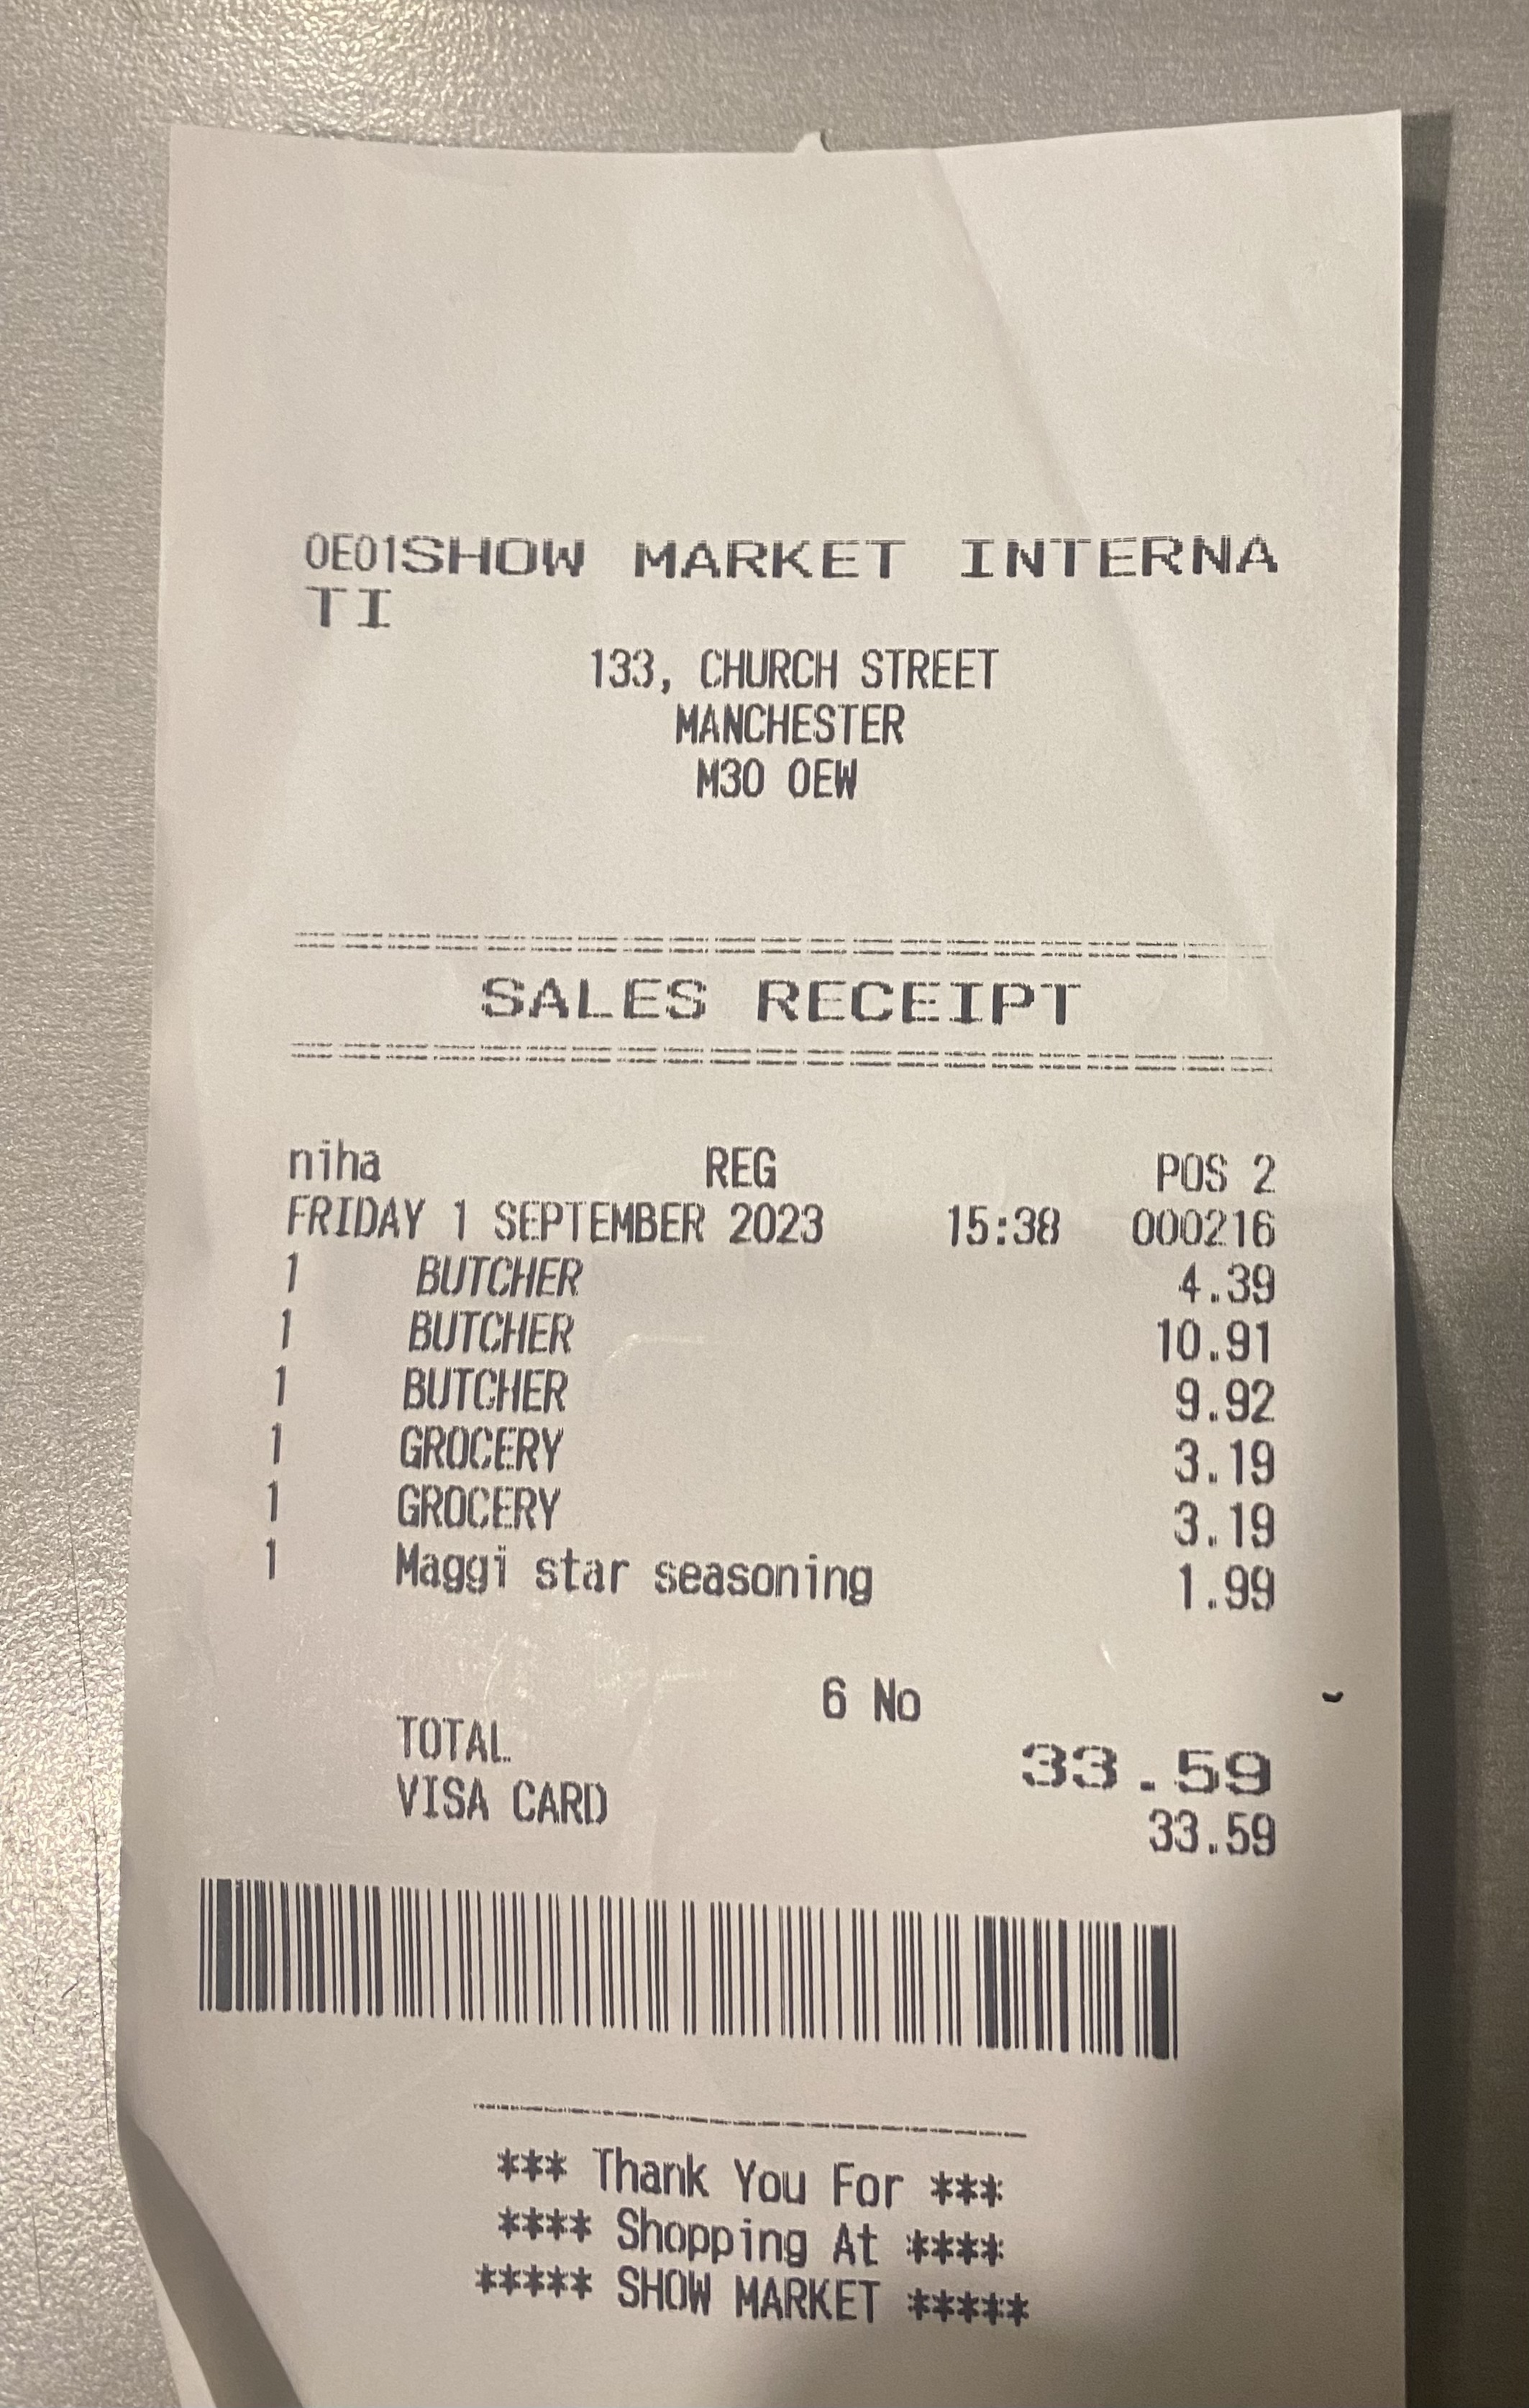 0E01SHOW MARKET INTERNA
TI
133, CHURCH STREET
MANCHESTER
M30 0EW
SALES RECEIPT
niha REG POS 2
FRIDAY 1 SEPTEMBER 2023 15:38 000216
1 BUTCHER 4.39
1 BUTCHER 10.91
1 BUTCHER 9.92
1 GROCERY 3.19
1 GROCERY 3.19
1 Maggi star seasoning 1.99
6 No
TOTAL 33.59
VISA CARD 33.59
*** Thank You For ***
**** Shopping At ****
***** SHOW MARKET *****